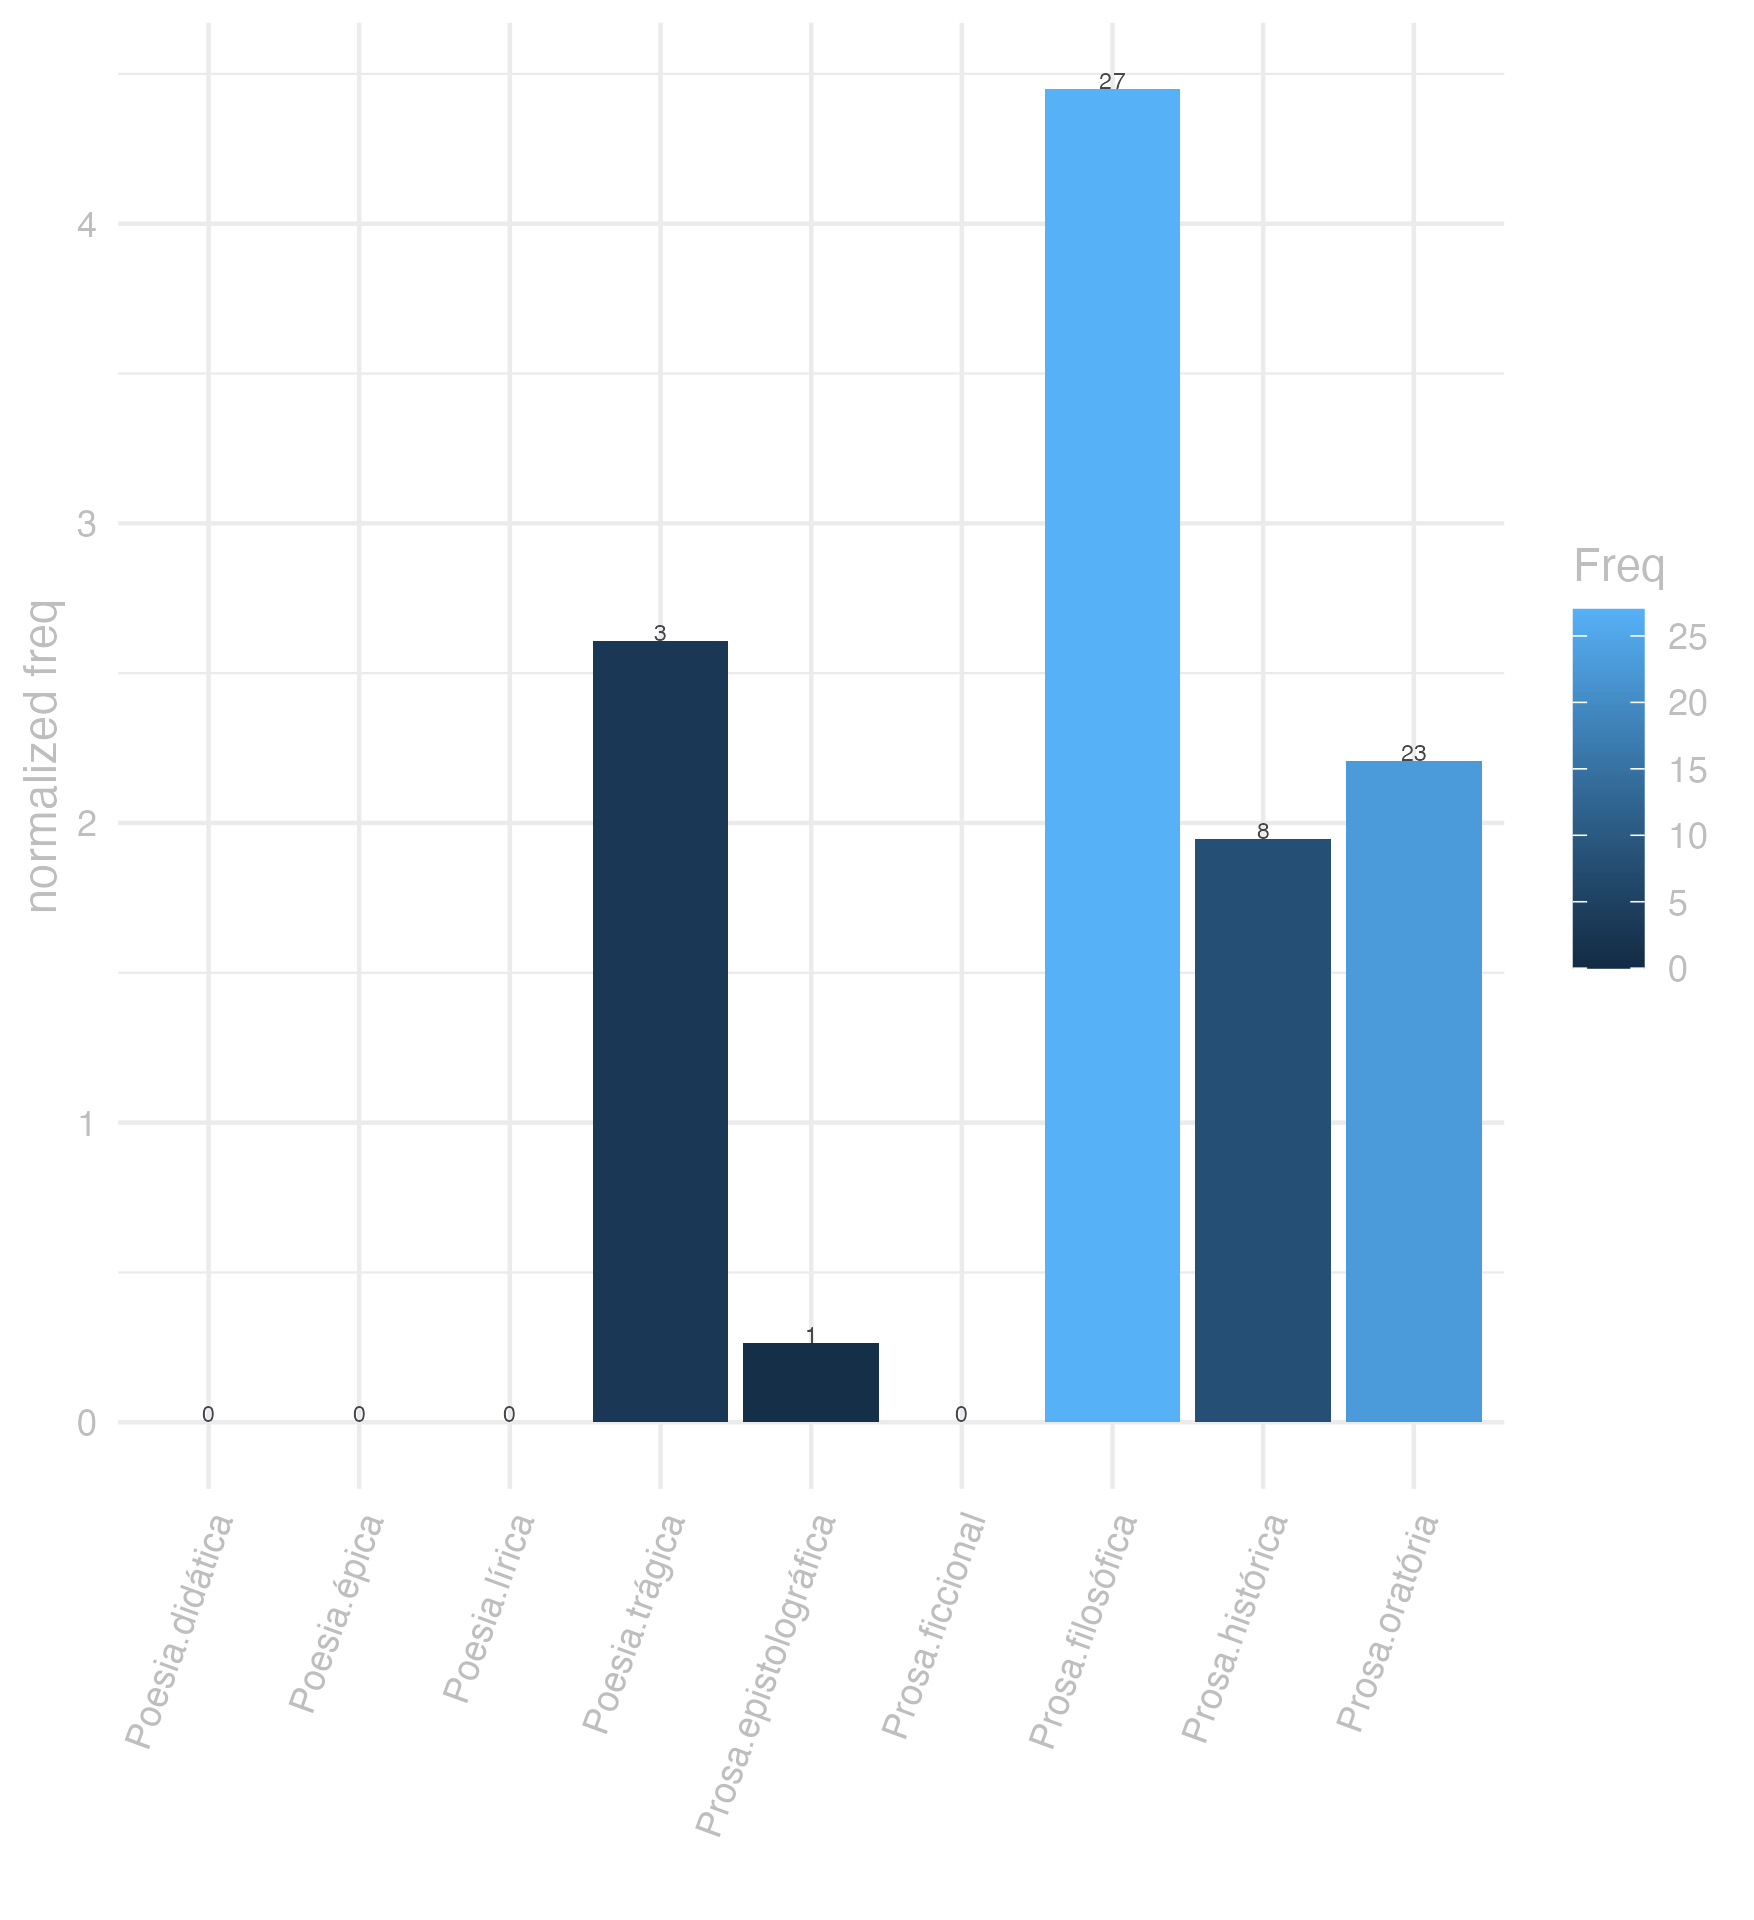 27
4
3
3
normalized freq
23
2
8
1
1
0
0
0
0
0
Poesia.didática
Poesia.épica
Poesia.lírica
Poesia.trágica
Prosa.epistolográfica
Prosa.ficcional
Prosa.filosófica
Prosa.histórica
Prosa.oratória
Freq
25
20
15
10
5
0